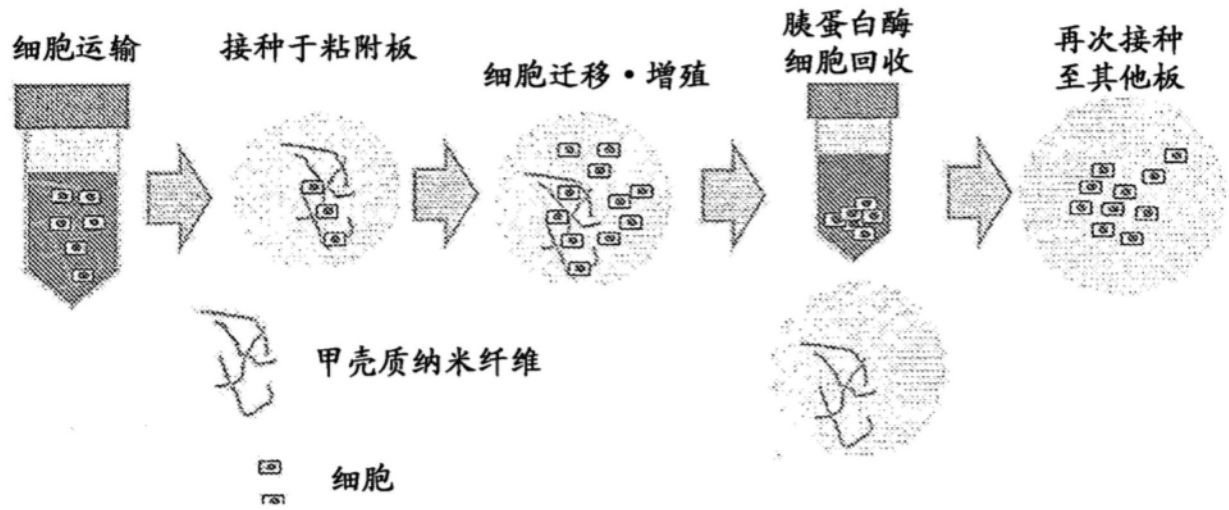 细胞运输
接种于粘附板
细胞迁移·增殖
胰蛋白酶
细胞回收
再次接种
至其他板
甲壳质纳米纤维
细胞